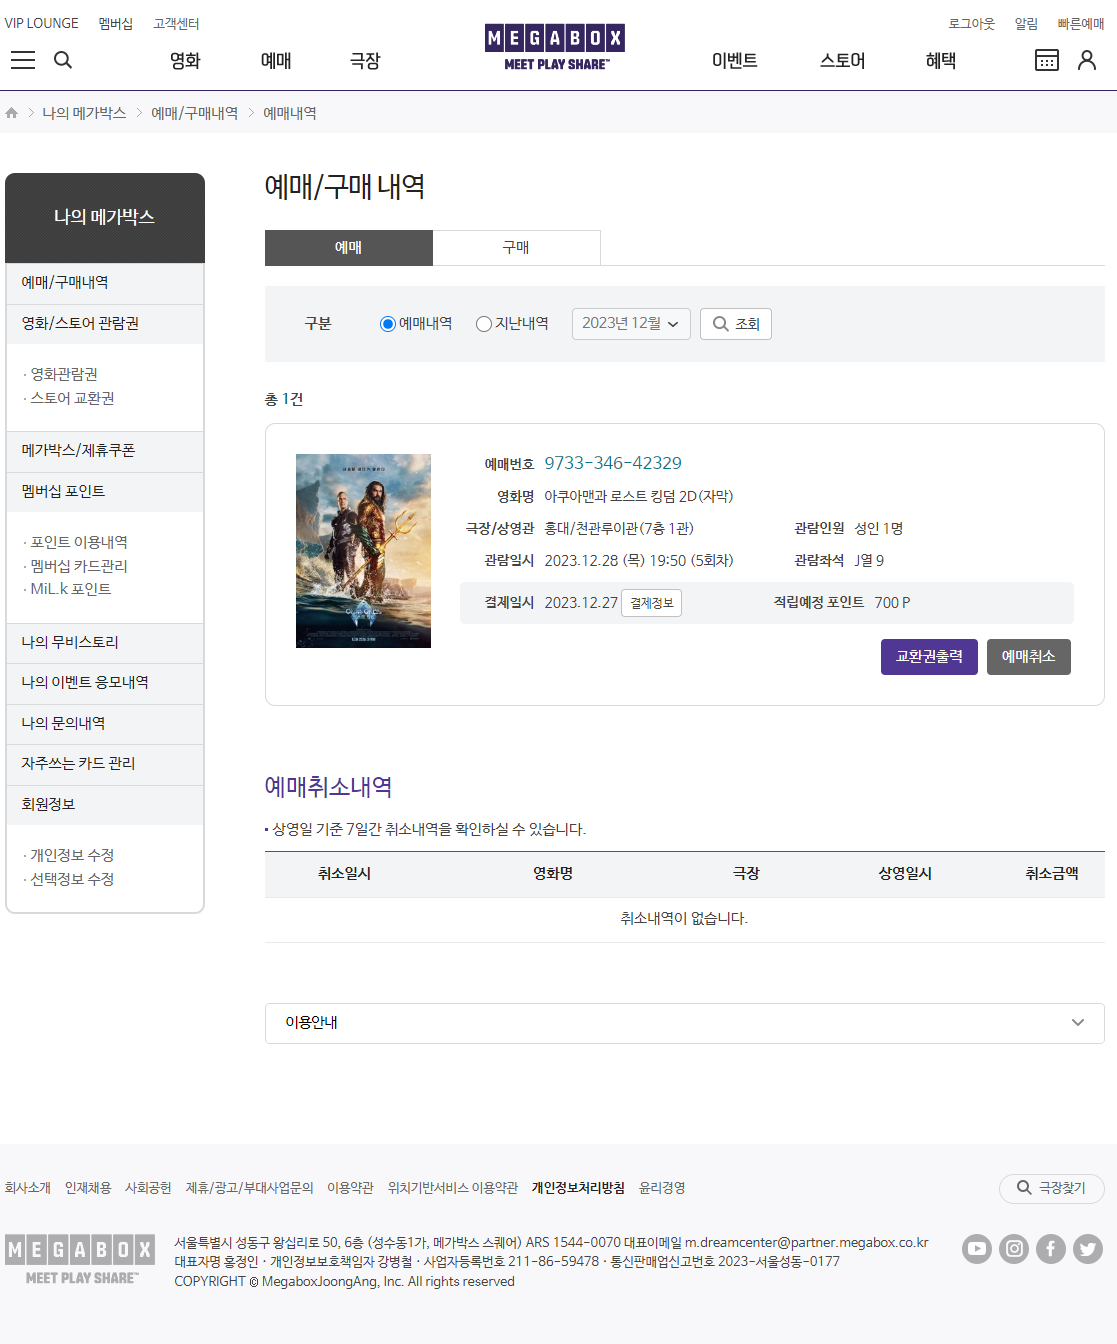 VIP LOUNGE 멤버십 고객센터
로그아웃 알림 빠른예매
영화 예매 극장
MEGABOX
MEET PLAY SHARE™
이벤트 스토어 혜택
나의 메가박스 예매/구매내역 예매내역
나의 메가박스
예매/구매내역
영화/스토어 관람권
· 영화관람권
· 스토어 교환권
메가박스/제휴쿠폰
멤버십 포인트
· 포인트 이용내역
· 멤버십 카드관리
· MiL.k 포인트
나의 무비스토리
나의 이벤트 응모내역
나의 문의내역
자주쓰는 카드 관리
회원정보
· 개인정보 수정
· 선택정보 수정
예매/구매 내역
예매 구매
구분 예매내역 지난내역 2023년 12월 조회
총 1건
예매번호 9733-346-42329
영화명 아쿠아맨과 로스트 킹덤 2D(자막)
극장/상영관 홍대/천관루이관(7층 1관) 관람인원 성인 1명
관람일시 2023.12.28 (목) 19:50 (5회차) 관람좌석 J열 9
결제일시 2023.12.27 결제정보 적립예정 포인트 700 P
교환권출력 예매취소
예매취소내역
• 상영일 기준 7일간 취소내역을 확인하실 수 있습니다.
취소일시 영화명 극장 상영일시 취소금액
취소내역이 없습니다.
이용안내
회사소개 인재채용 사회공헌 제휴/광고/부대사업문의 이용약관 위치기반서비스 이용약관 개인정보처리방침 윤리경영
극장찾기
MEGABOX
MEET PLAY SHARE™
서울특별시 성동구 왕십리로 50, 6층 (성수동1가, 메가박스 스퀘어) ARS 1544-0070 대표이메일 m.dreamcenter@partner.megabox.co.kr
대표자명 홍정인 · 개인정보보호책임자 강병철 · 사업자등록번호 211-86-59478 · 통신판매업신고번호 2023-서울성동-0177
COPYRIGHT © MegaboxJoongAng, Inc. All rights reserved